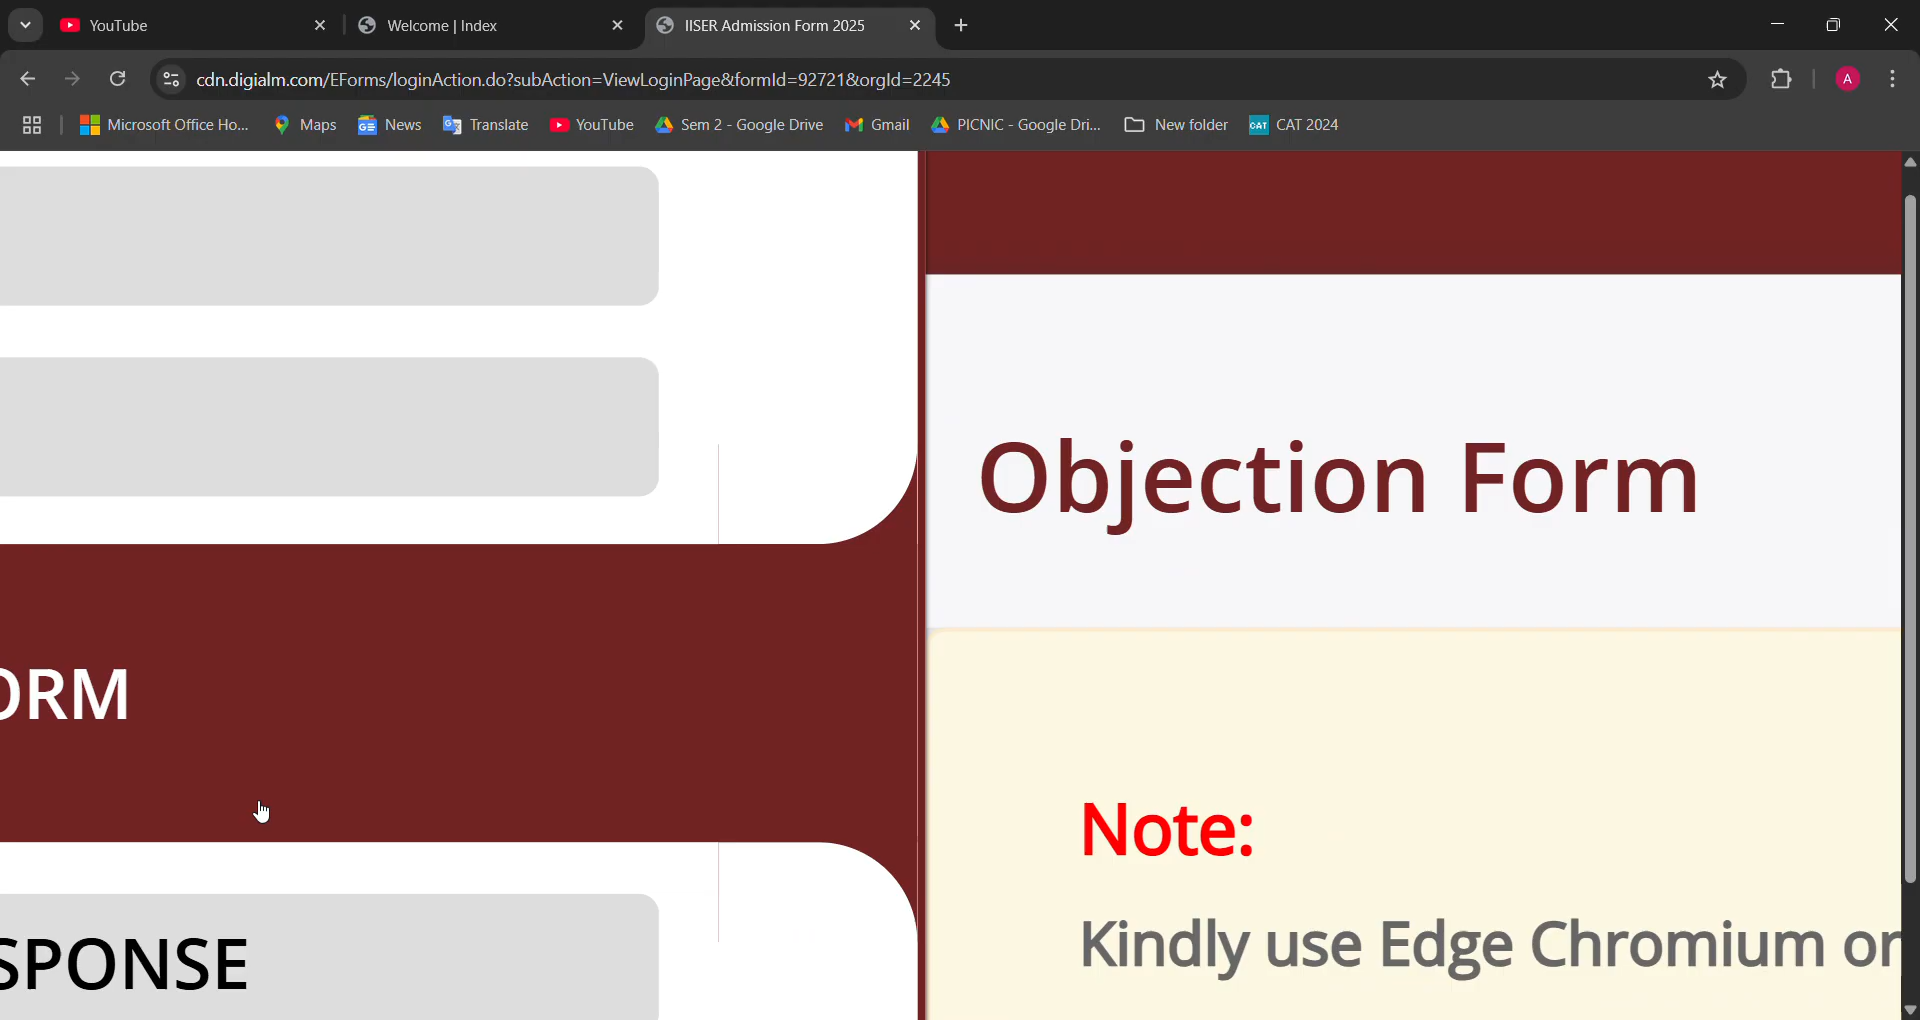 YouTube
Welcome | Index
IISER Admission Form 2025
cdn.digialm.com/EForms/loginAction.do?subAction=ViewLoginPage&formId=92721&orgId=2245
A
Microsoft Office Ho...
Maps
News
Translate
YouTube
Sem 2 - Google Drive
Gmail
PICNIC - Google Dri...
New folder
CAT
CAT 2024
Objection Form
ORM
Note:
Kindly use Edge Chromium or
SPONSE